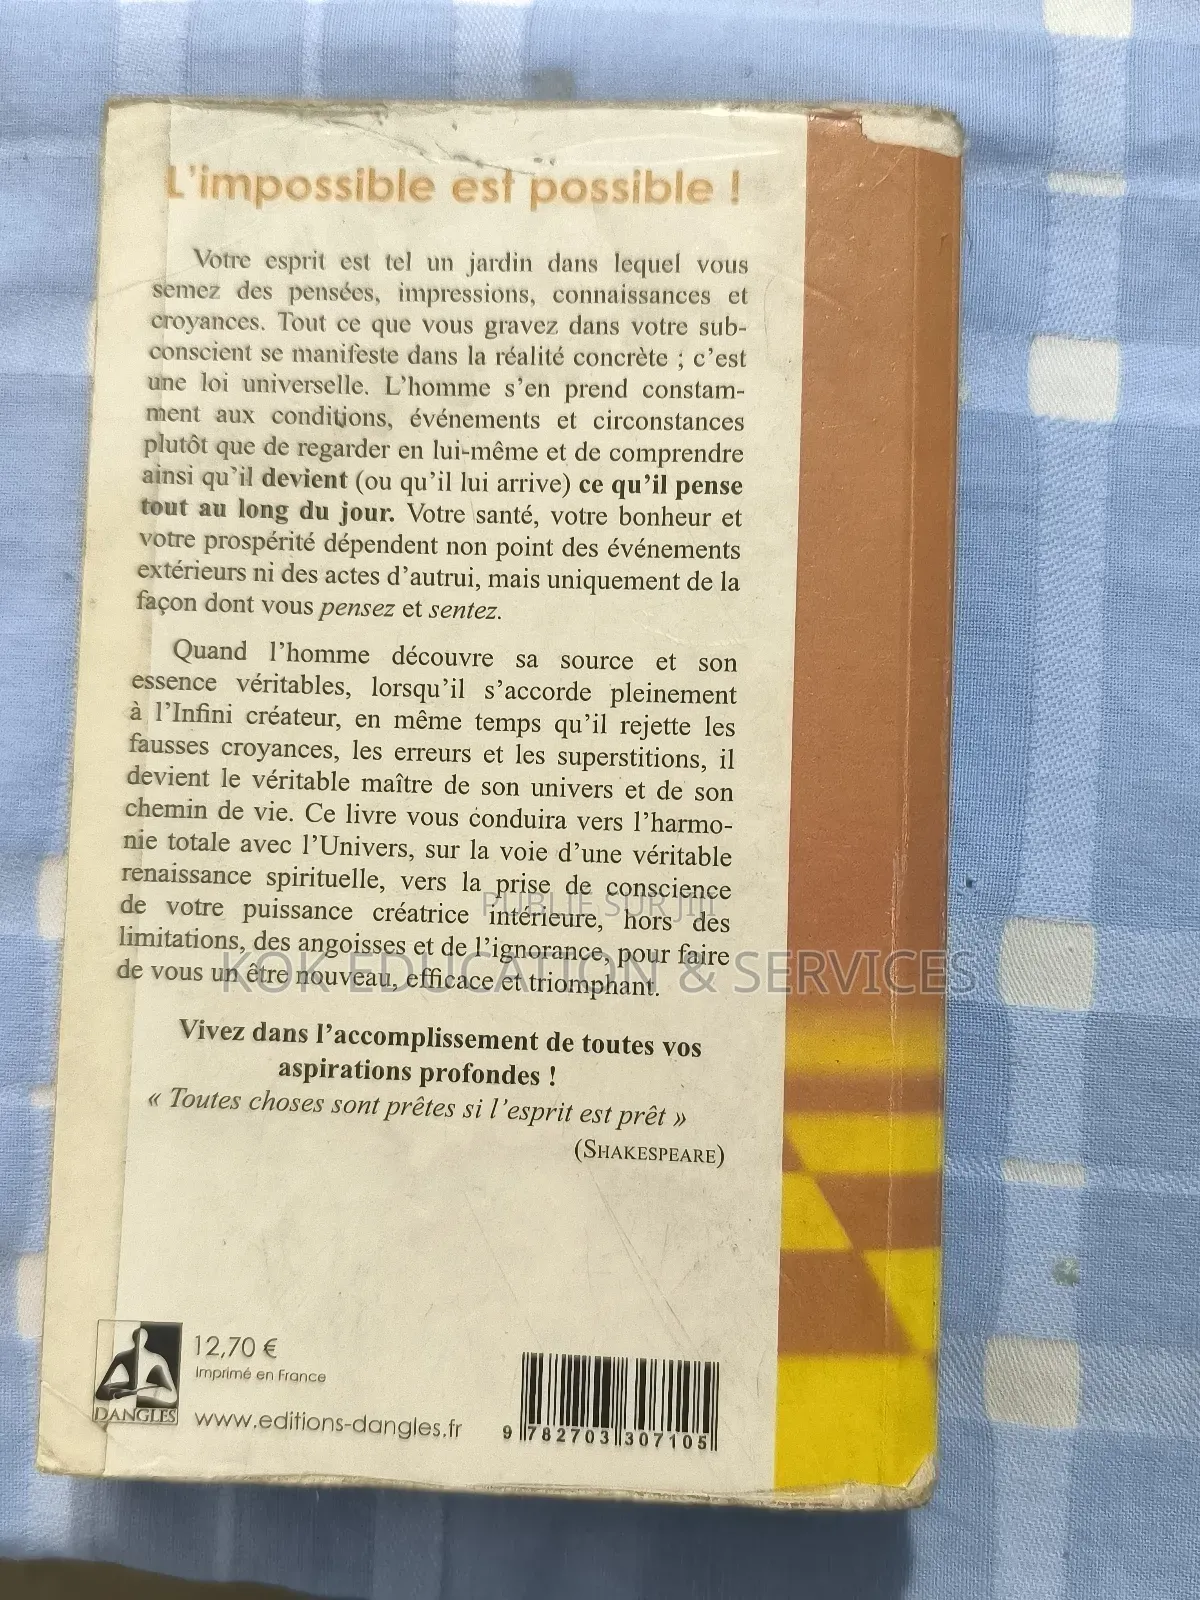 L'impossible est possible !
Votre esprit est tel un jardin dans lequel vous
semez des pensées, impressions, connaissances et
croyances. Tout ce que vous gravez dans votre sub-
conscient se manifeste dans la réalité concrète ; c'est
une loi universelle. L'homme s'en prend constam-
ment aux conditions, événements et circonstances
plutôt que de regarder en lui-même et de comprendre
ainsi qu'il devient (ou qu'il lui arrive) ce qu'il pense
tout au long du jour. Votre santé, votre bonheur et
votre prospérité dépendent non point des événements
extérieurs ni des actes d'autrui, mais uniquement de la
façon dont vous pensez et sentez.
Quand l'homme découvre sa source et son
essence véritables, lorsqu'il s'accorde pleinement
à l'Infini créateur, en même temps qu'il rejette les
fausses croyances, les erreurs et les superstitions, il
devient le véritable maître de son univers et de son
chemin de vie. Ce livre vous conduira vers l'harmo-
nie totale avec l'Univers, sur la voie d'une véritable
renaissance spirituelle, vers la prise de conscience
PUBLIÉ SUR JIJI
de votre puissance créatrice intérieure, hors des
limitations, des angoisses et de l'ignorance, pour faire
KOK EDUCATION & SERVICES
de vous un être nouveau, efficace et triomphant.
Vivez dans l'accomplissement de toutes vos
aspirations profondes !
« Toutes choses sont prêtes si l'esprit est prêt »
(SHAKESPEARE)
12,70 €
Imprimé en France
DANGLES
www.editions-dangles.fr
9 782703 307105